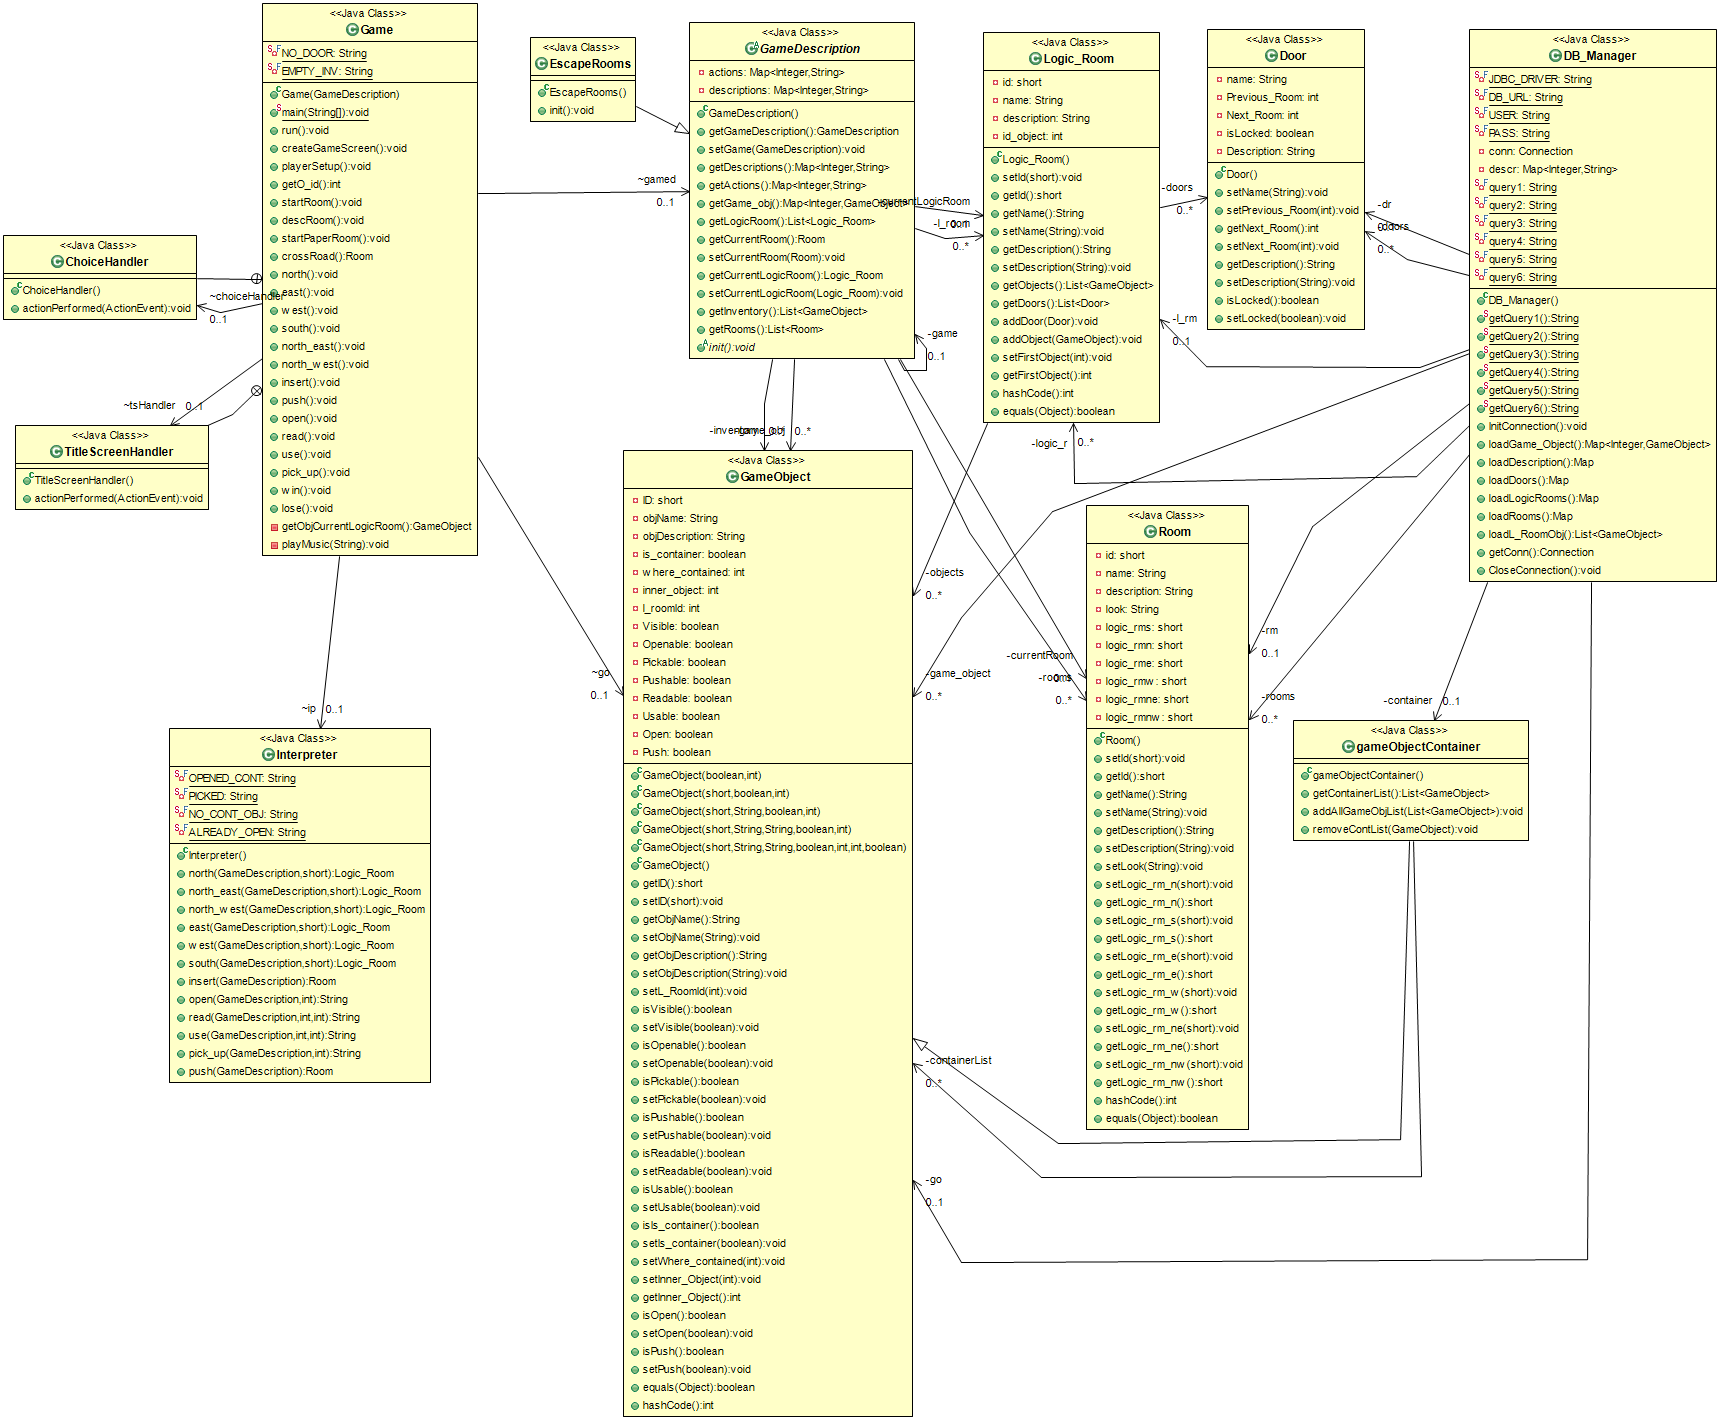 <<Java Class>>
Game
NO_DOOR: String
EMPTY_INV: String
Game(GameDescription)
main(String[]):void
run():void
createGameScreen():void
playerSetup():void
getO_id():int
startRoom():void
descRoom():void
startPaperRoom():void
crossRoad():Room
north():void
east():void
west():void
south():void
north_east():void
north_west():void
insert():void
push():void
open():void
read():void
use():void
pick_up():void
win():void
lose():void
getObjCurrentLogicRoom():GameObject
playMusic(String):void
<<Java Class>>
ChoiceHandler
ChoiceHandler()
actionPerformed(ActionEvent):void
~choiceHandler
0..1
~tsHandler
0..1
<<Java Class>>
TitleScreenHandler
TitleScreenHandler()
actionPerformed(ActionEvent):void
~ip
0..1
<<Java Class>>
Interpreter
OPENED_CONT: String
PICKED: String
NO_CONT_OBJ: String
ALREADY_OPEN: String
Interpreter()
north(GameDescription,short):Logic_Room
north_east(GameDescription,short):Logic_Room
north_west(GameDescription,short):Logic_Room
east(GameDescription,short):Logic_Room
west(GameDescription,short):Logic_Room
south(GameDescription,short):Logic_Room
insert(GameDescription):Room
open(GameDescription,int):String
read(GameDescription,int,int):String
use(GameDescription,int,int):String
pick_up(GameDescription,int):String
push(GameDescription):Room
<<Java Class>>
EscapeRooms
EscapeRooms()
init():void
~gamed
0..1
<<Java Class>>
GameDescription
actions: Map<Integer,String>
descriptions: Map<Integer,String>
GameDescription()
getGameDescription():GameDescription
setGame(GameDescription):void
getDescriptions():Map<Integer,String>
getActions():Map<Integer,String>
getGame_obj():Map<Integer,GameObject>
getLogicRoom():List<Logic_Room>
getCurrentRoom():Room
setCurrentRoom(Room):void
getCurrentLogicRoom():Logic_Room
setCurrentLogicRoom(Logic_Room):void
getInventory():List<GameObject>
getRooms():List<Room>
init():void
-currentLogicRoom
0..1
-l_room
0..*
-game
0..1
-inventory
0..*
-game_obj
0..*
~go
0..1
<<Java Class>>
GameObject
ID: short
objName: String
objDescription: String
is_container: boolean
where_contained: int
inner_object: int
l_roomId: int
Visible: boolean
Openable: boolean
Pickable: boolean
Pushable: boolean
Readable: boolean
Usable: boolean
Open: boolean
Push: boolean
GameObject(boolean,int)
GameObject(short,boolean,int)
GameObject(short,String,boolean,int)
GameObject(short,String,String,boolean,int)
GameObject(short,String,String,boolean,int,int,boolean)
GameObject()
getID():short
setID(short):void
getObjName():String
setObjName(String):void
getObjDescription():String
setObjDescription(String):void
setL_RoomId(int):void
isVisible():boolean
setVisible(boolean):void
isOpenable():boolean
setOpenable(boolean):void
isPickable():boolean
setPickable(boolean):void
isPushable():boolean
setPushable(boolean):void
isReadable():boolean
setReadable(boolean):void
isUsable():boolean
setUsable(boolean):void
isIs_container():boolean
setIs_container(boolean):void
setWhere_contained(int):void
setInner_Object(int):void
getInner_Object():int
isOpen():boolean
setOpen(boolean):void
isPush():boolean
setPush(boolean):void
equals(Object):boolean
hashCode():int
<<Java Class>>
Logic_Room
id: short
name: String
description: String
id_object: int
Logic_Room()
setId(short):void
getId():short
getName():String
setName(String):void
getDescription():String
setDescription(String):void
getObjects():List<GameObject>
getDoors():List<Door>
addDoor(Door):void
addObject(GameObject):void
setFirstObject(int):void
getFirstObject():int
hashCode():int
equals(Object):boolean
-doors
0..*
-l_rm
0..1
-logic_r
0..*
-objects
0..*
-game_object
0..*
-currentRoom
0..1
-rooms
0..*
-containerList
0..*
-go
0..1
<<Java Class>>
Door
name: String
Previous_Room: int
Next_Room: int
isLocked: boolean
Description: String
Door()
setName(String):void
setPrevious_Room(int):void
getNext_Room():int
setNext_Room(int):void
getDescription():String
setDescription(String):void
isLocked():boolean
setLocked(boolean):void
-dr
0..1
-doors
0..*
<<Java Class>>
Room
id: short
name: String
description: String
look: String
logic_rms: short
logic_rmn: short
logic_rme: short
logic_rmw: short
logic_rmne: short
logic_rmnw: short
Room()
setId(short):void
getId():short
getName():String
setName(String):void
getDescription():String
setDescription(String):void
setLook(String):void
setLogic_rm_n(short):void
getLogic_rm_n():short
setLogic_rm_s(short):void
getLogic_rm_s():short
setLogic_rm_e(short):void
getLogic_rm_e():short
setLogic_rm_w(short):void
getLogic_rm_w():short
setLogic_rm_ne(short):void
getLogic_rm_ne():short
setLogic_rm_nw(short):void
getLogic_rm_nw():short
hashCode():int
equals(Object):boolean
-rm
0..1
-rooms
0..*
<<Java Class>>
DB_Manager
JDBC_DRIVER: String
DB_URL: String
USER: String
PASS: String
conn: Connection
descr: Map<Integer,String>
query1: String
query2: String
query3: String
query4: String
query5: String
query6: String
DB_Manager()
getQuery1():String
getQuery2():String
getQuery3():String
getQuery4():String
getQuery5():String
getQuery6():String
InitConnection():void
loadGame_Object():Map<Integer,GameObject>
loadDescription():Map
loadDoors():Map
loadLogicRooms():Map
loadRooms():Map
loadL_RoomObj():List<GameObject>
getConn():Connection
CloseConnection():void
-container
0..1
<<Java Class>>
gameObjectContainer
gameObjectContainer()
getContainerList():List<GameObject>
addAllGameObjList(List<GameObject>):void
removeContList(GameObject):void